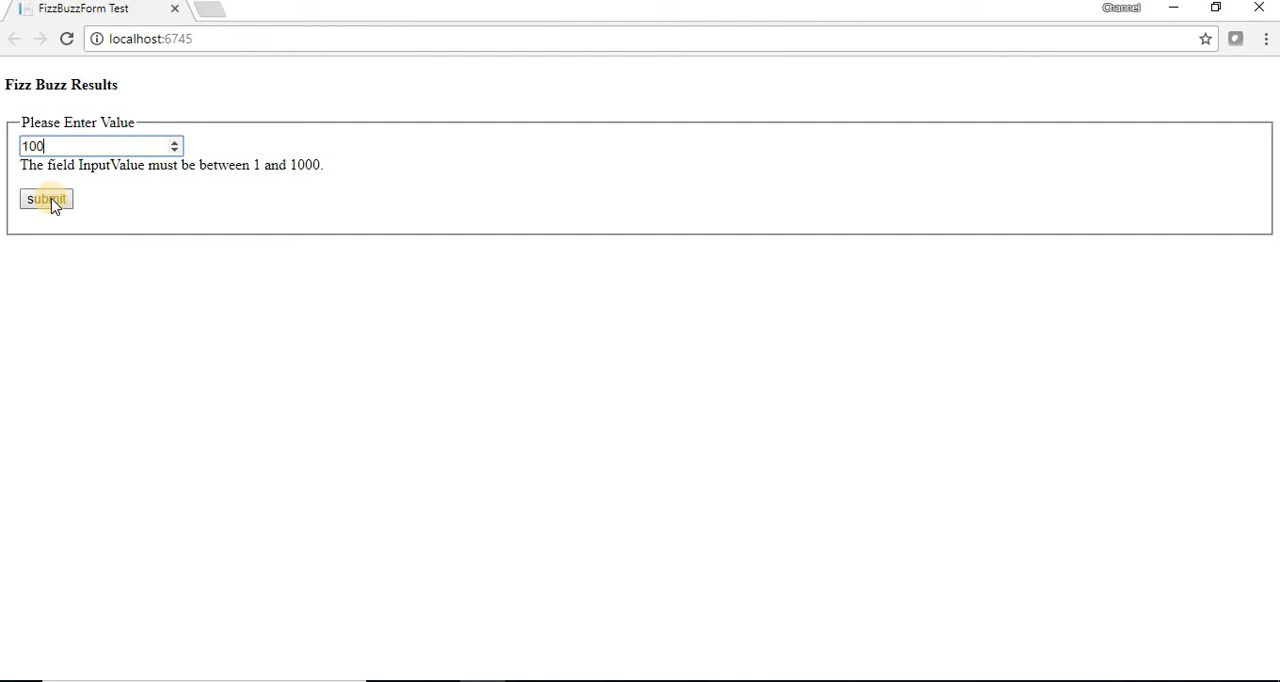 FizzBuzzForm Test
Channel
localhost:6745
Fizz Buzz Results
Please Enter Value
100
The field InputValue must be between 1 and 1000.
submit